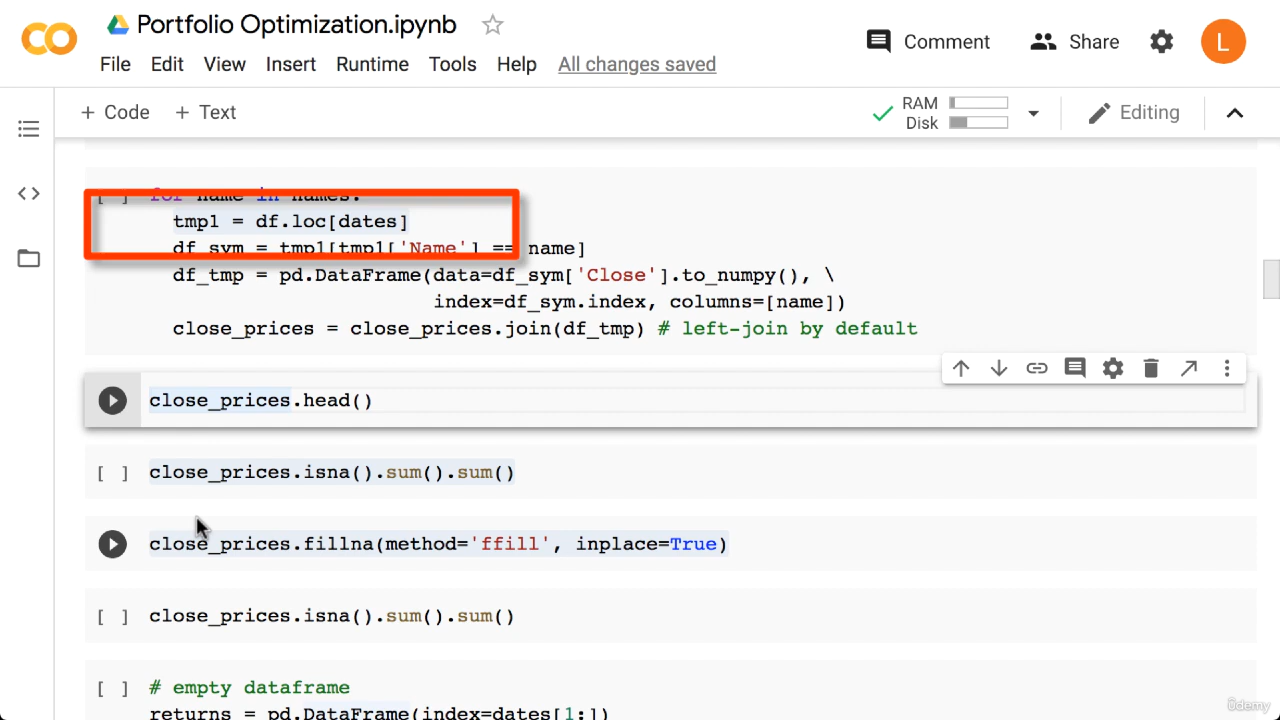 Portfolio Optimization.ipynb
Comment
Share
L
File Edit View Insert Runtime Tools Help All changes saved
+ Code + Text
RAM
Disk
Editing
[ ] for name in names:
tmp1 = df.loc[dates]
df_sym = tmp1[tmp1['Name'] == name]
df_tmp = pd.DataFrame(data=df_sym['Close'].to_numpy(), \
index=df_sym.index, columns=[name])
close_prices = close_prices.join(df_tmp) # left-join by default
close_prices.head()
[ ] close_prices.isna().sum().sum()
close_prices.fillna(method='ffill', inplace=True)
[ ] close_prices.isna().sum().sum()
[ ] # empty dataframe
returns = pd.DataFrame(index=dates[1:])
ûdemy